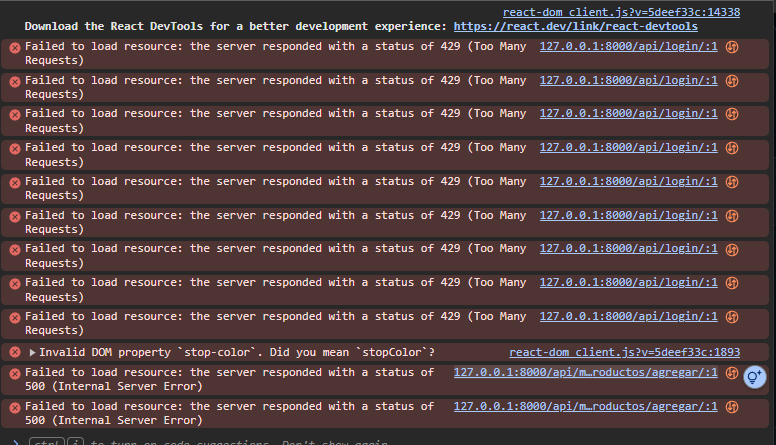 react-dom_client.js?v=5deef33c:14338
Download the React DevTools for a better development experience: https://react.dev/link/react-devtools
Failed to load resource: the server responded with a status of 429 (Too Many 127.0.0.1:8000/api/login/:1
Requests)
Failed to load resource: the server responded with a status of 429 (Too Many 127.0.0.1:8000/api/login/:1
Requests)
Failed to load resource: the server responded with a status of 429 (Too Many 127.0.0.1:8000/api/login/:1
Requests)
Failed to load resource: the server responded with a status of 429 (Too Many 127.0.0.1:8000/api/login/:1
Requests)
Failed to load resource: the server responded with a status of 429 (Too Many 127.0.0.1:8000/api/login/:1
Requests)
Failed to load resource: the server responded with a status of 429 (Too Many 127.0.0.1:8000/api/login/:1
Requests)
Failed to load resource: the server responded with a status of 429 (Too Many 127.0.0.1:8000/api/login/:1
Requests)
Failed to load resource: the server responded with a status of 429 (Too Many 127.0.0.1:8000/api/login/:1
Requests)
Failed to load resource: the server responded with a status of 429 (Too Many 127.0.0.1:8000/api/login/:1
Requests)
Invalid DOM property `stop-color`. Did you mean `stopColor`? react-dom_client.js?v=5deef33c:1893
Failed to load resource: the server responded with a status of 127.0.0.1:8000/api/m…roductos/agregar/:1
500 (Internal Server Error)
Failed to load resource: the server responded with a status of 127.0.0.1:8000/api/m…roductos/agregar/:1
500 (Internal Server Error)
ctrl i to turn on code suggestions. Don't show again